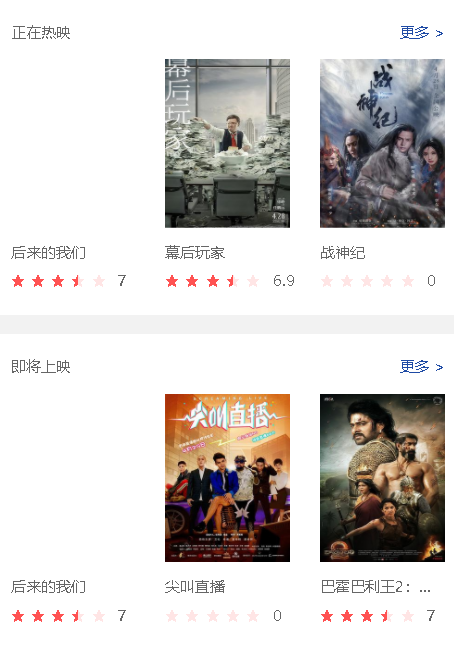 正在热映
更多 >
幕后玩家
4.28
战神纪
后来的我们
幕后玩家
战神纪
7
6.9
0
即将上映
更多 >
尖叫直播
2
后来的我们
尖叫直播
巴霍巴利王2：...
7
0
7